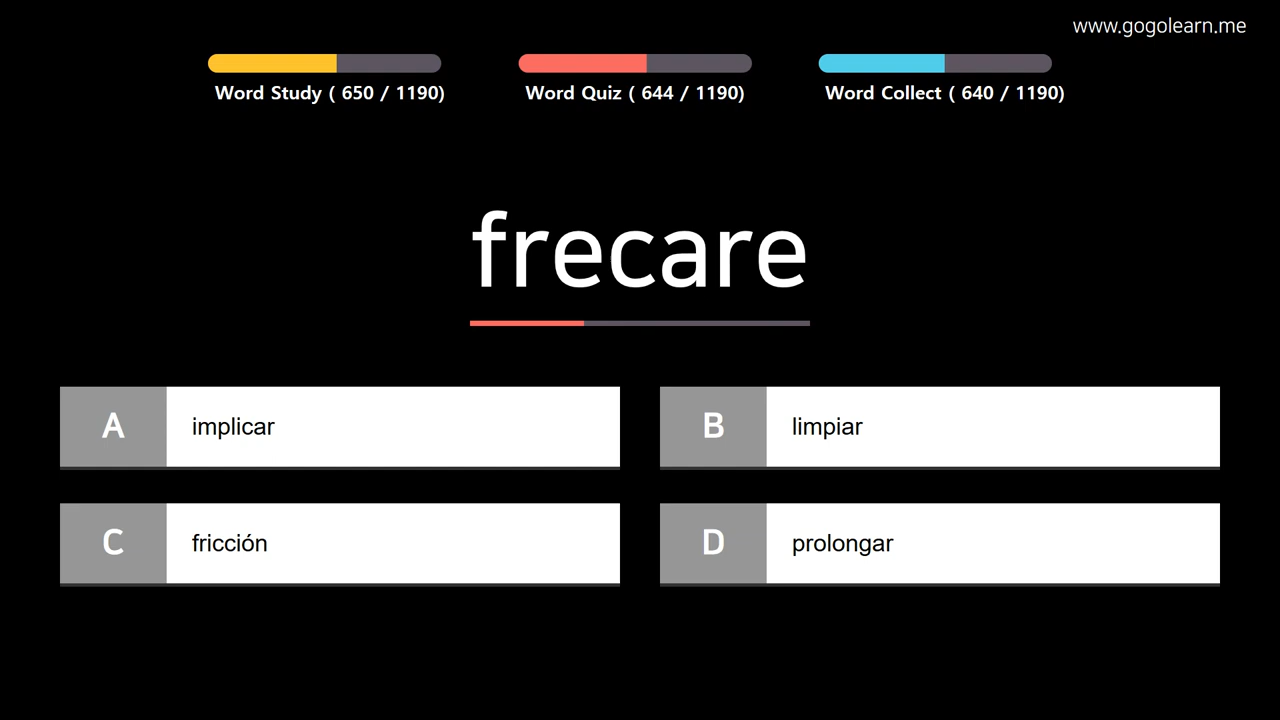 www.gogolearn.me
Word Study ( 650 / 1190)
Word Quiz ( 644 / 1190)
Word Collect ( 640 / 1190)
frecare
A implicar
B limpiar
C fricción
D prolongar